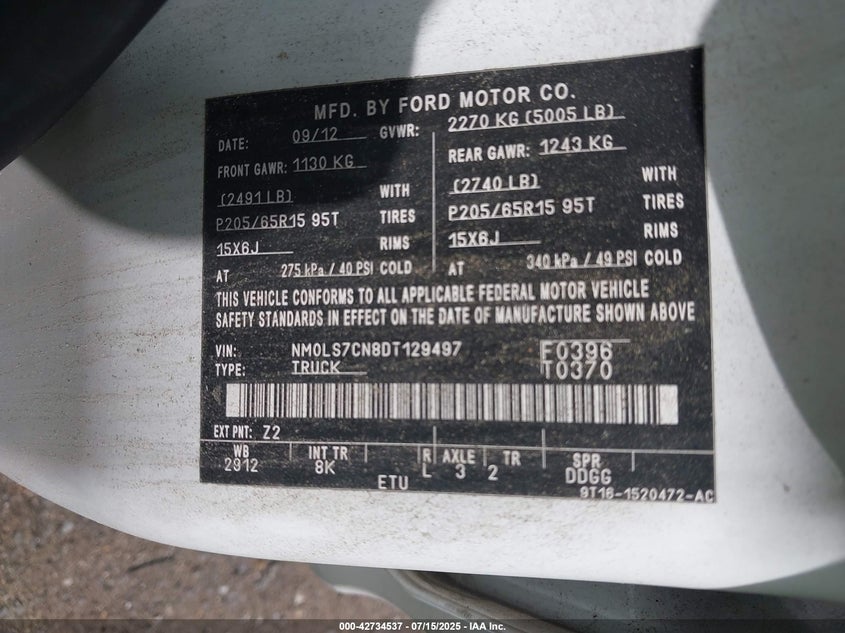 MFD. BY FORD MOTOR CO.
DATE: 09/12 GVWR: 2270 KG (5005 LB)
FRONT GAWR: 1130 KG REAR GAWR: 1243 KG
(2491 LB) WITH (2740 LB) WITH
P205/65R15 95T TIRES P205/65R15 95T TIRES
15X6J RIMS 15X6J RIMS
AT 275 kPa / 40 PSI COLD AT 340 kPa / 49 PSI COLD
THIS VEHICLE CONFORMS TO ALL APPLICABLE FEDERAL MOTOR VEHICLE
SAFETY STANDARDS IN EFFECT ON THE DATE OF MANUFACTURE SHOWN ABOVE
VIN: NM0LS7CN8DT129497 F0396
TYPE: TRUCK T0370
EXT PNT: Z2
WB INT TR R AXLE TR SPR
2912 8K L 3 2 DDGG
ETU 9T16-1520472-AC
000-42734537 - 07/15/2025 - IAA Inc.